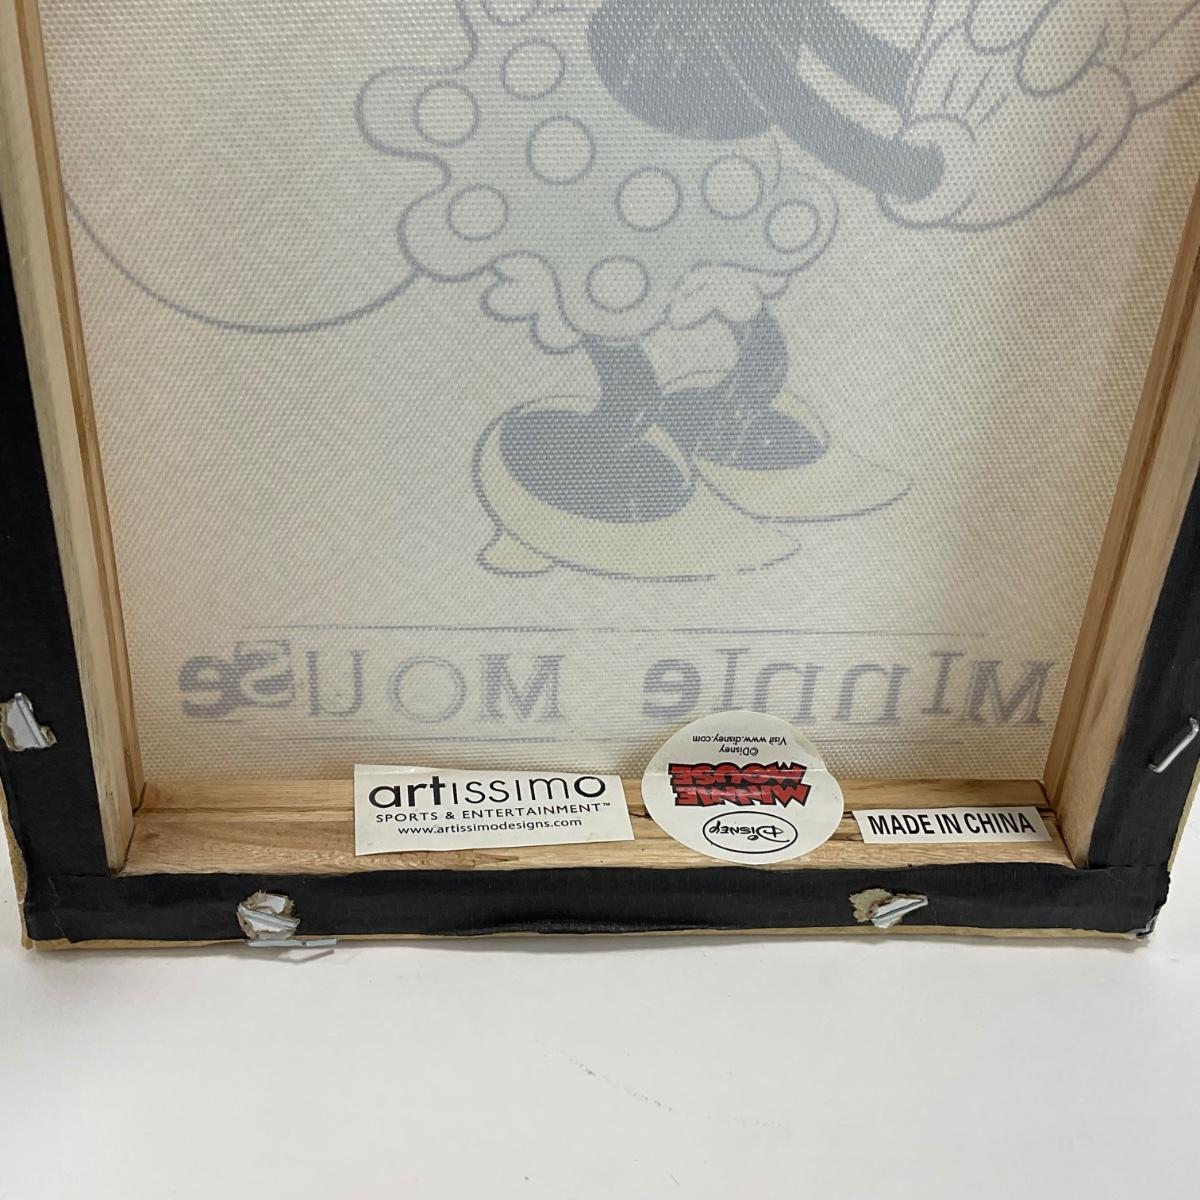 MInnIe MOUSe
artissimo
SPORTS & ENTERTAINMENT™
www.artissimodesigns.com
Disney
MINNIE
MOUSE
©Disney
Visit www.disney.com
MADE IN CHINA